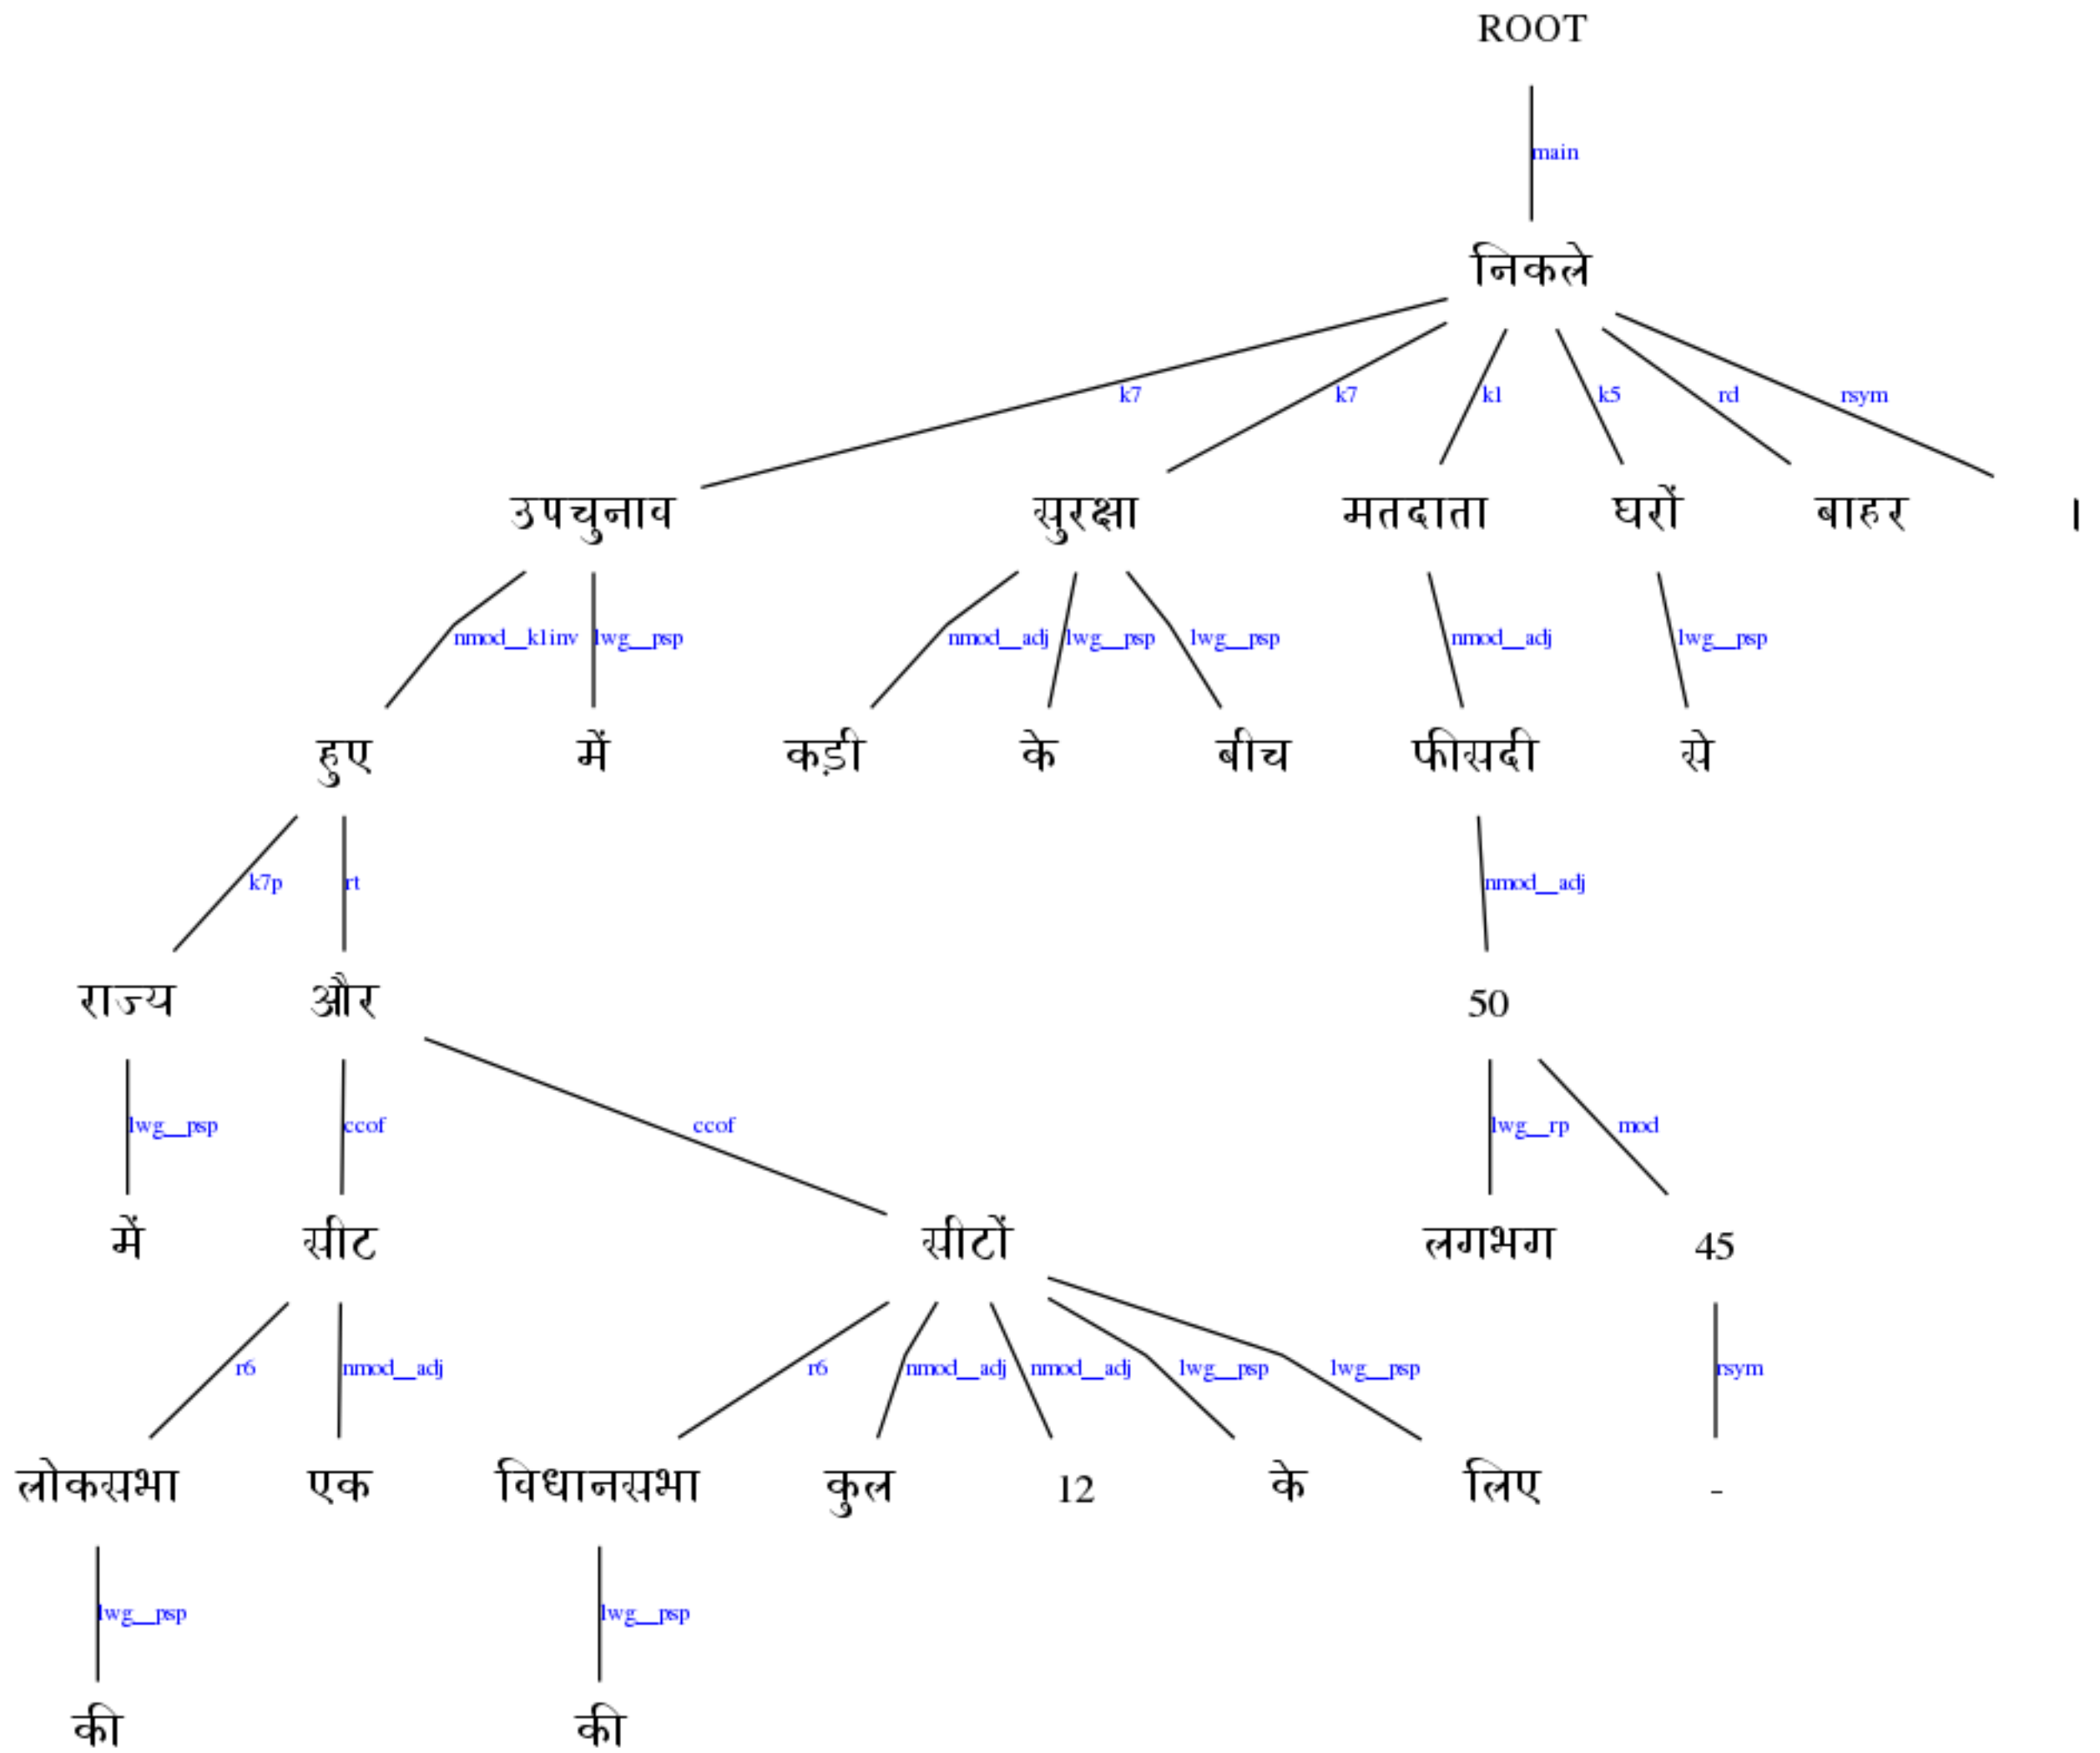 ROOT
main
निकले
k7 k7 k1 k5 rd rsym
उपचुनाव सुरक्षा मतदाता घरों बाहर ।
nmod__k1inv lwg__psp nmod__adj lwg__psp lwg__psp nmod__adj lwg__psp
हुए में कड़ी के बीच फीसदी से
k7p rt nmod__adj
राज्य और 50
lwg__psp ccof ccof lwg__rp mod
में सीट सीटों लगभग 45
r6 nmod__adj r6 nmod__adj nmod__adj lwg__psp lwg__psp rsym
लोकसभा एक विधानसभा कुल 12 के लिए -
lwg__psp lwg__psp
की की